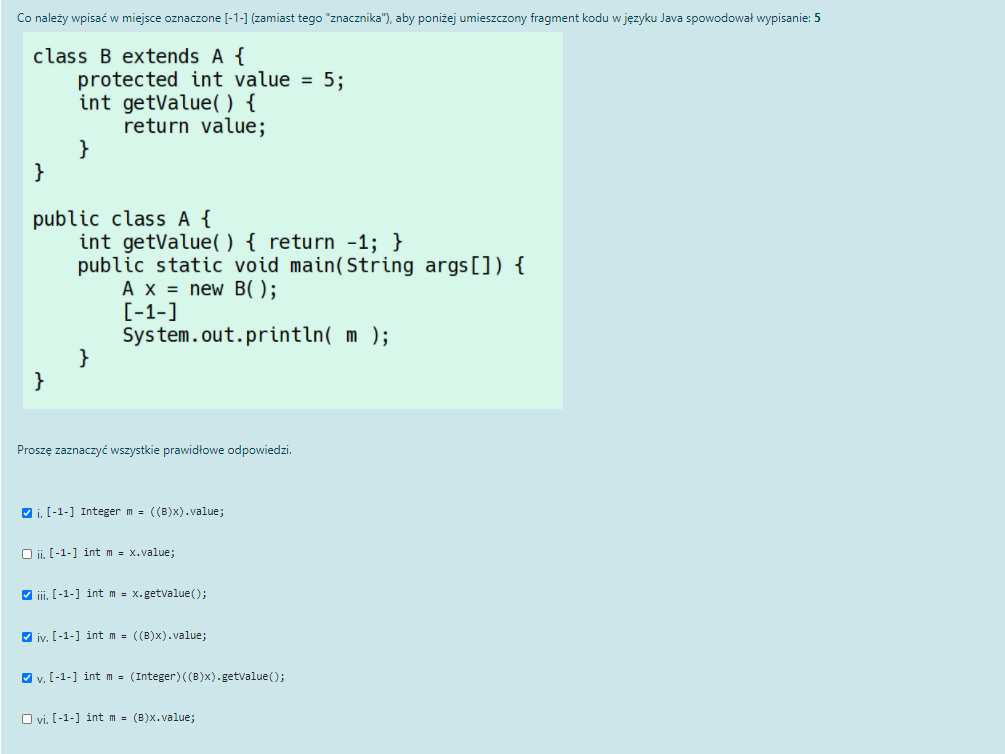 Co należy wpisać w miejsce oznaczone [-1-] (zamiast tego "znacznika"), aby poniżej umieszczony fragment kodu w języku Java spowodował wypisanie: 5
class B extends A {
    protected int value = 5;
    int getValue() {
        return value;
    }
}

public class A {
    int getValue() { return -1; }
    public static void main(String args[]) {
        A x = new B();
        [-1-]
        System.out.println( m );
    }
}
Proszę zaznaczyć wszystkie prawidłowe odpowiedzi.
i. [-1-] Integer m = ((B)x).value;
ii. [-1-] int m = x.value;
iii. [-1-] int m = x.getValue();
iv. [-1-] int m = ((B)x).value;
v. [-1-] int m = (Integer)((B)x).getValue();
vi. [-1-] int m = (B)x.value;